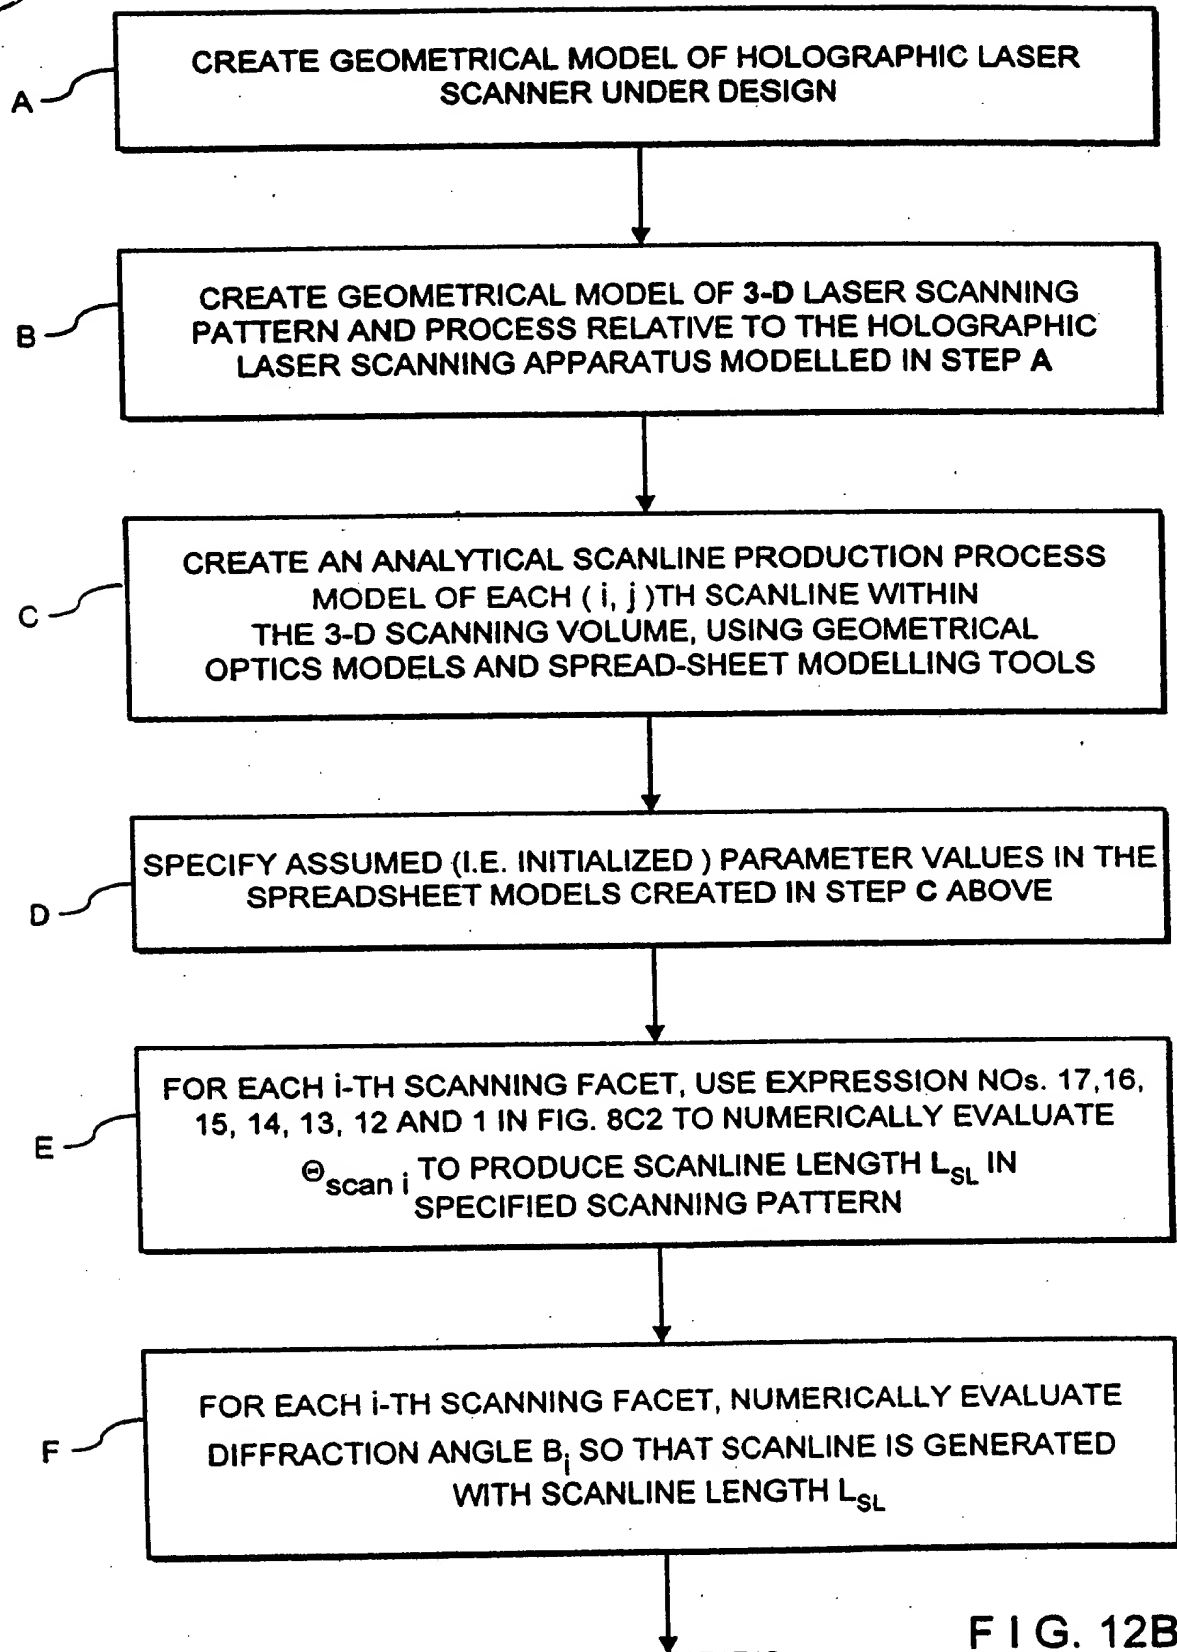 A
CREATE GEOMETRICAL MODEL OF HOLOGRAPHIC LASER
SCANNER UNDER DESIGN
B
CREATE GEOMETRICAL MODEL OF 3-D LASER SCANNING
PATTERN AND PROCESS RELATIVE TO THE HOLOGRAPHIC
LASER SCANNING APPARATUS MODELLED IN STEP A
C
CREATE AN ANALYTICAL SCANLINE PRODUCTION PROCESS
MODEL OF EACH ( i, j )TH SCANLINE WITHIN
THE 3-D SCANNING VOLUME, USING GEOMETRICAL
OPTICS MODELS AND SPREAD-SHEET MODELLING TOOLS
D
SPECIFY ASSUMED (I.E. INITIALIZED ) PARAMETER VALUES IN THE
SPREADSHEET MODELS CREATED IN STEP C ABOVE
E
FOR EACH i-TH SCANNING FACET, USE EXPRESSION NOs. 17,16,
15, 14, 13, 12 AND 1 IN FIG. 8C2 TO NUMERICALLY EVALUATE
Θscan i TO PRODUCE SCANLINE LENGTH LSL IN
SPECIFIED SCANNING PATTERN
F
FOR EACH i-TH SCANNING FACET, NUMERICALLY EVALUATE
DIFFRACTION ANGLE Bi SO THAT SCANLINE IS GENERATED
WITH SCANLINE LENGTH LSL
FIG. 12B